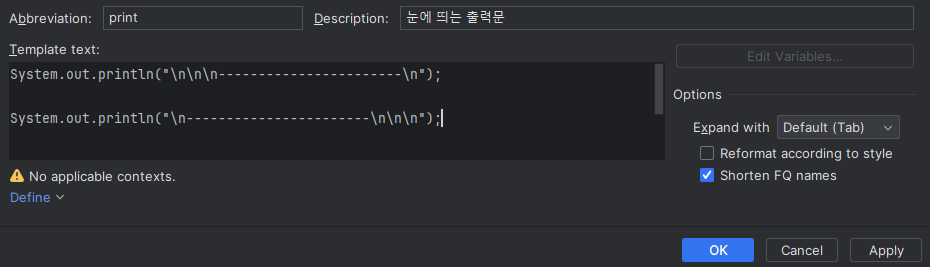 Abbreviation: print Description: 눈에 띄는 출력문
Template text:
System.out.println("\n\n\n-----------------------\n");
System.out.println("\n-----------------------\n\n\n");
Edit Variables...
Options
Expand with Default (Tab)
Reformat according to style
Shorten FQ names
No applicable contexts.
Define
OK Cancel Apply